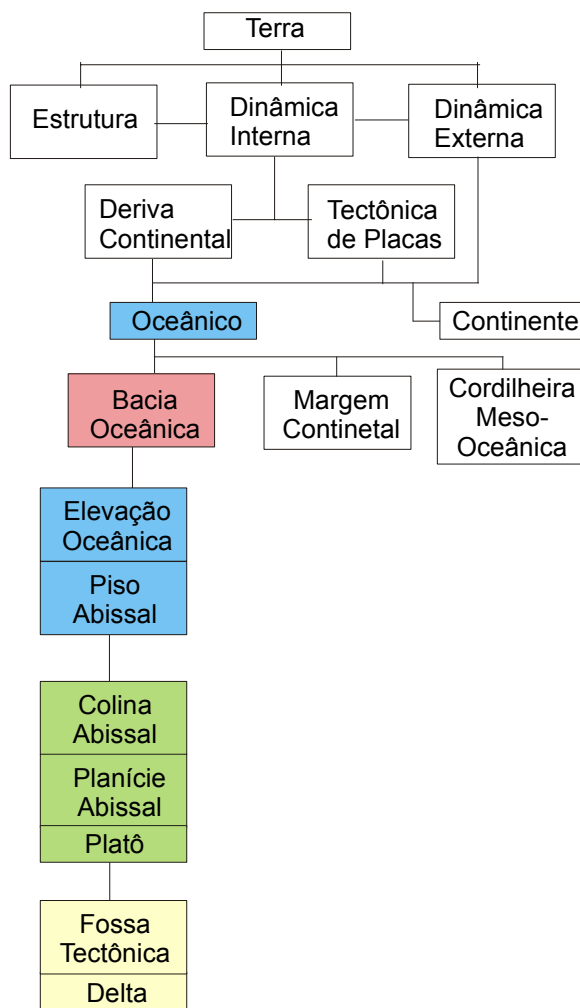 Terra
Estrutura
Dinâmica
Interna
Dinâmica
Externa
Deriva
Continental
Tectônica
de Placas
Oceânico
Continente
Bacia
Oceânica
Margem
Continetal
Cordilheira
Meso-
Oceânica
Elevação
Oceânica
Piso
Abissal
Colina
Abissal
Planície
Abissal
Platô
Fossa
Tectônica
Delta